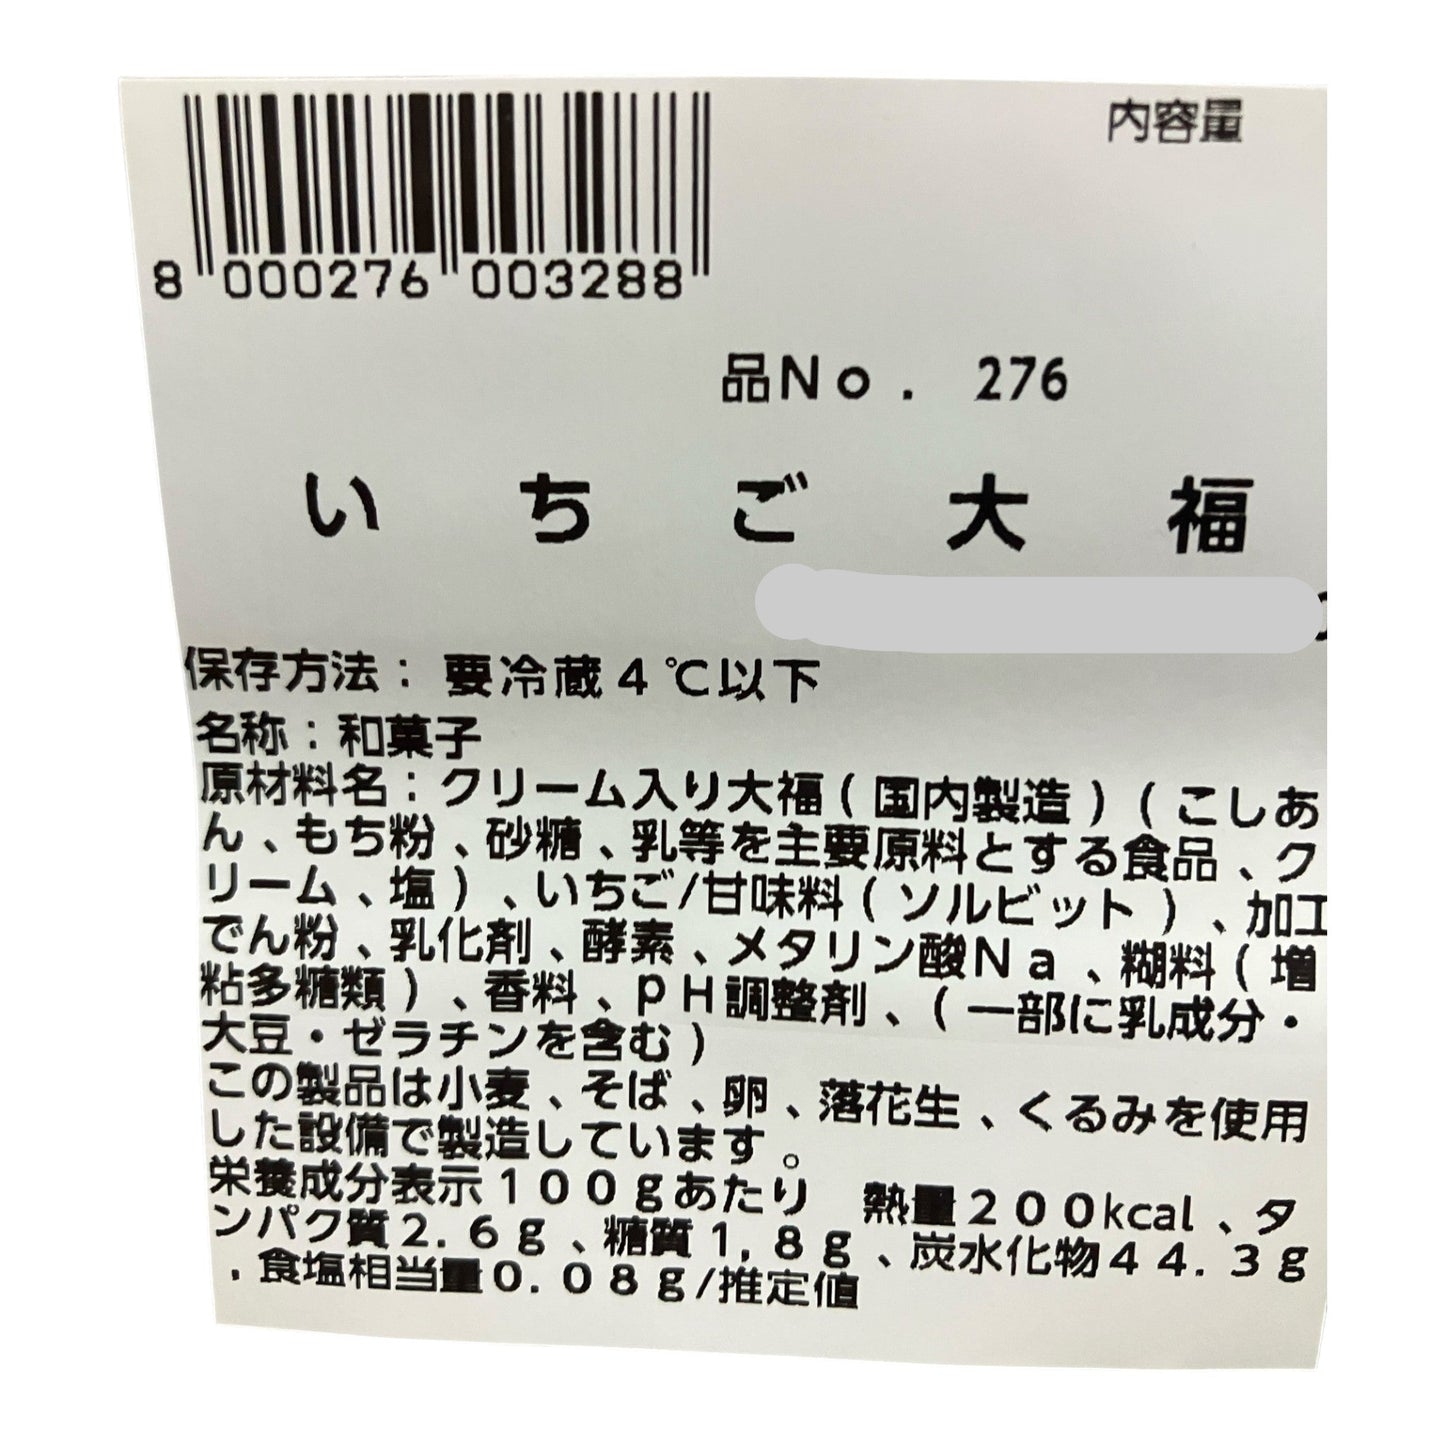 内容量
8 000276 003288
品No. 276
いちご大福
保存方法:要冷蔵4℃以下
名称:和菓子
原材料名:クリーム入り大福(国内製造)(こしあ
ん、もち粉、砂糖、乳等を主要原料とする食品、ク
リーム、塩)、いちご/甘味料(ソルビット)、加工
でん粉、乳化剤、酵素、メタリン酸Na、糊料(増
粘多糖類)、香料、pH調整剤、(一部に乳成分・
大豆・ゼラチンを含む)
この製品は小麦、そば、卵、落花生、くるみを使用
した設備で製造しています。
栄養成分表示100gあたり 熱量200kcal、タ
ンパク質2.6g、糖質1,8g、炭水化物44.3g
,食塩相当量0.08g/推定値